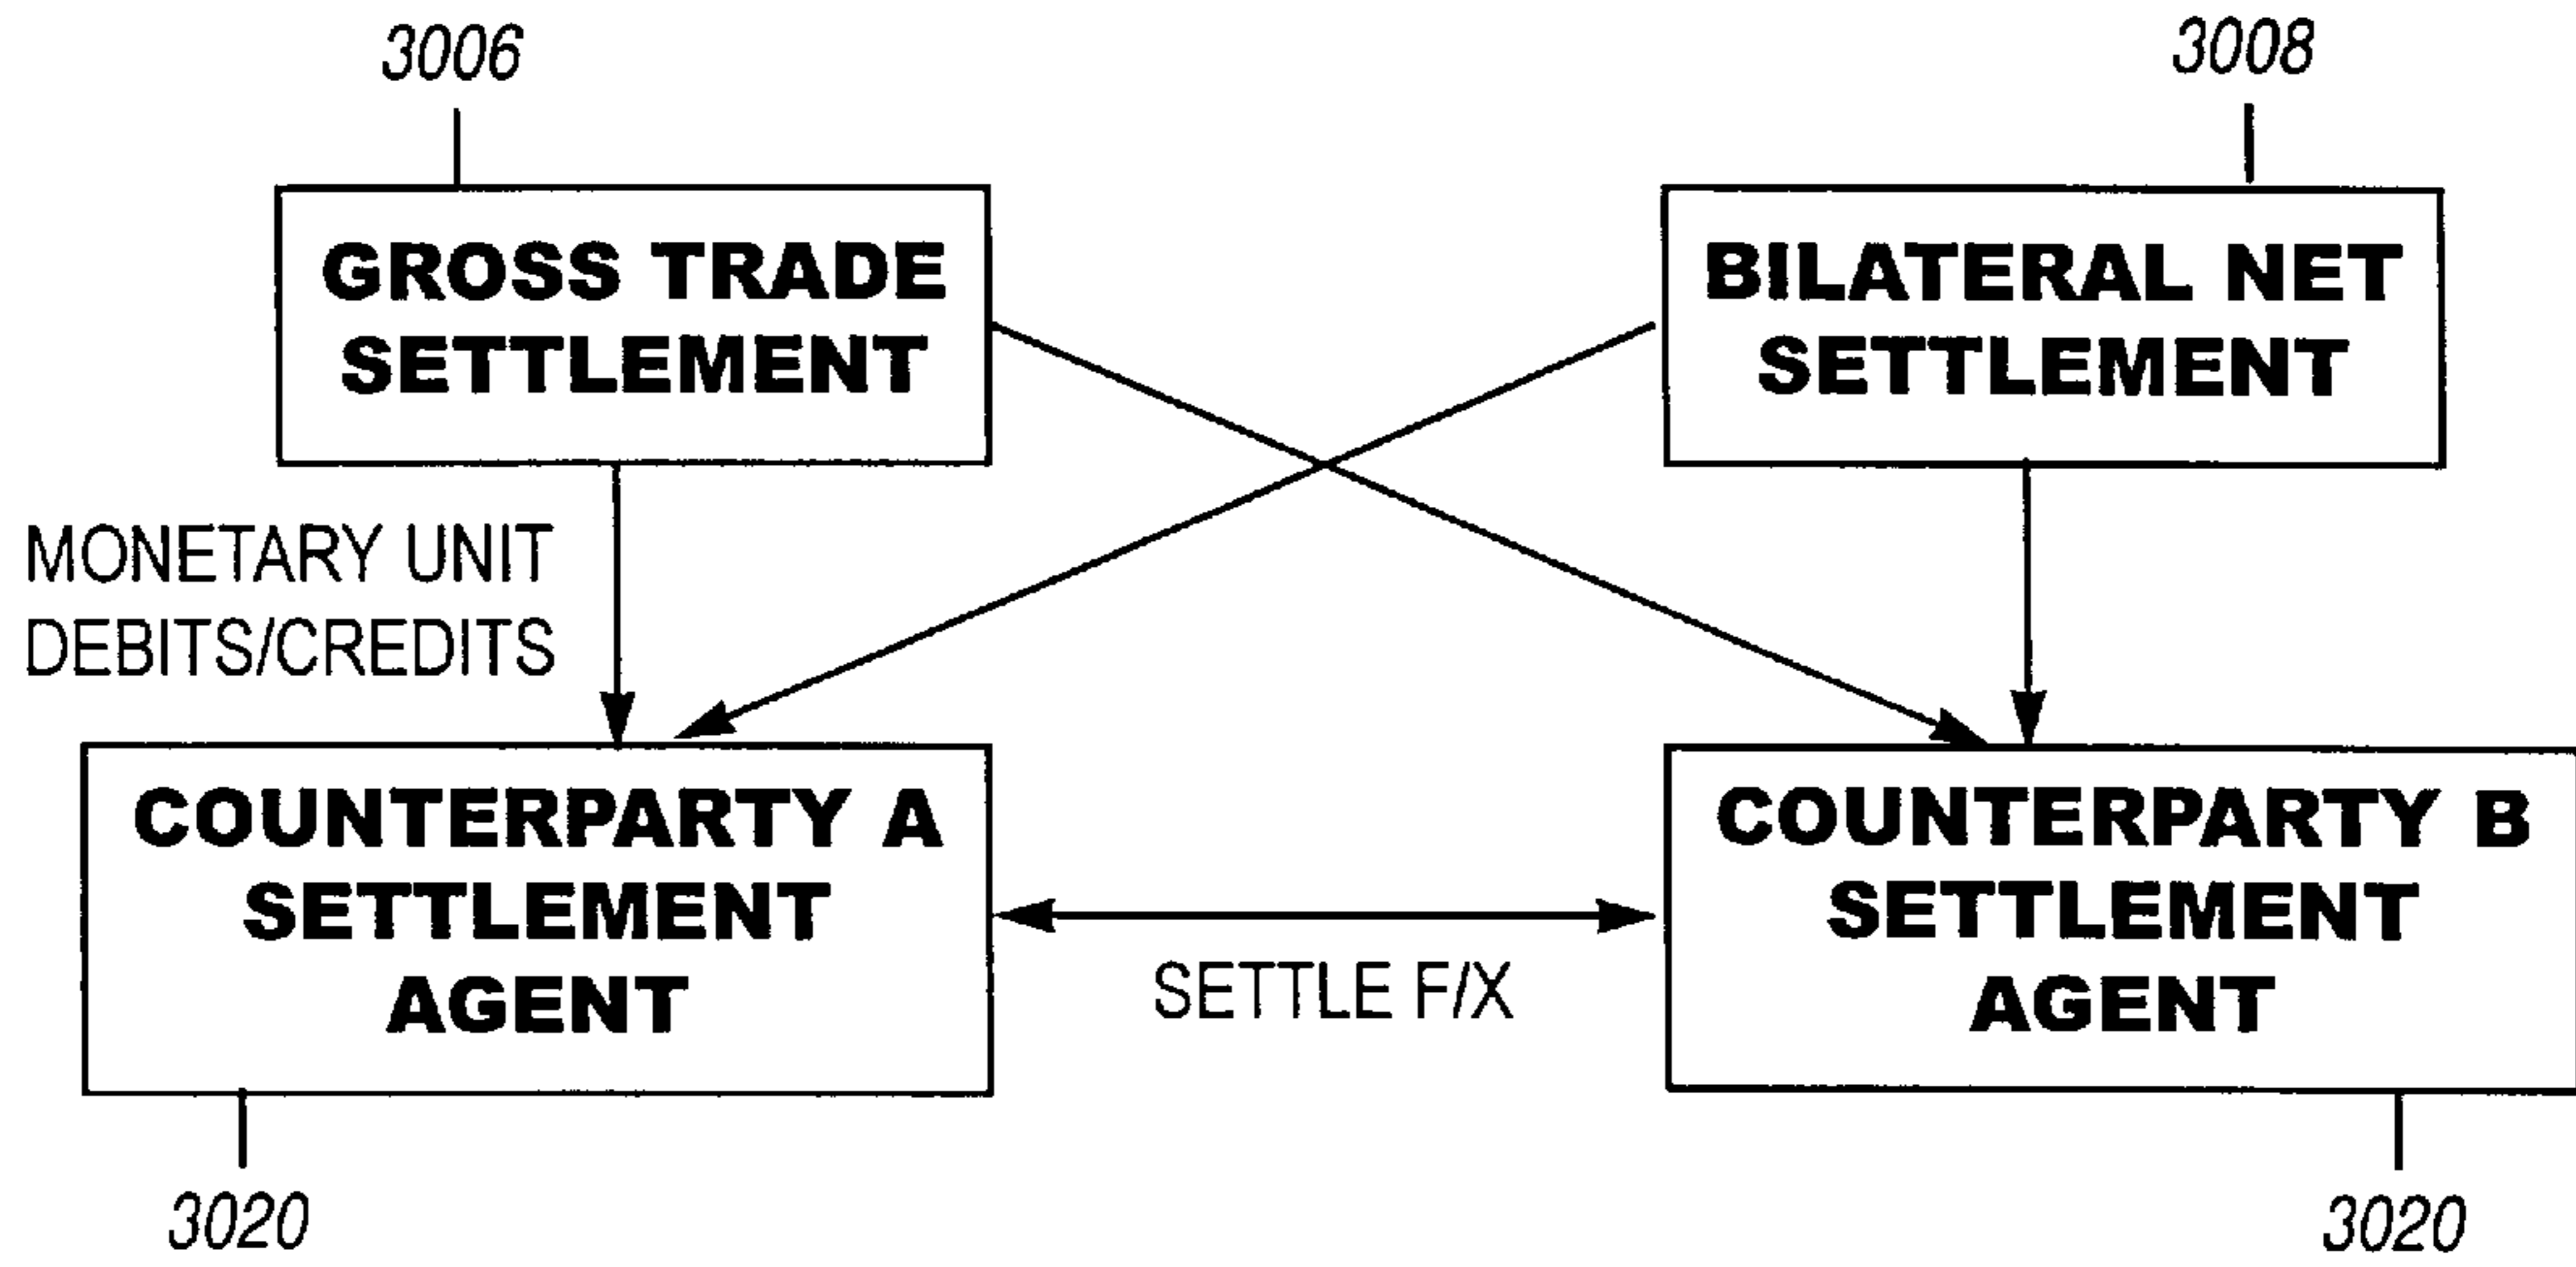 3006
3008
GROSS TRADE
SETTLEMENT
BILATERAL NET
SETTLEMENT
MONETARY UNIT
DEBITS/CREDITS
COUNTERPARTY A
SETTLEMENT
AGENT
SETTLE F/X
COUNTERPARTY B
SETTLEMENT
AGENT
3020
3020